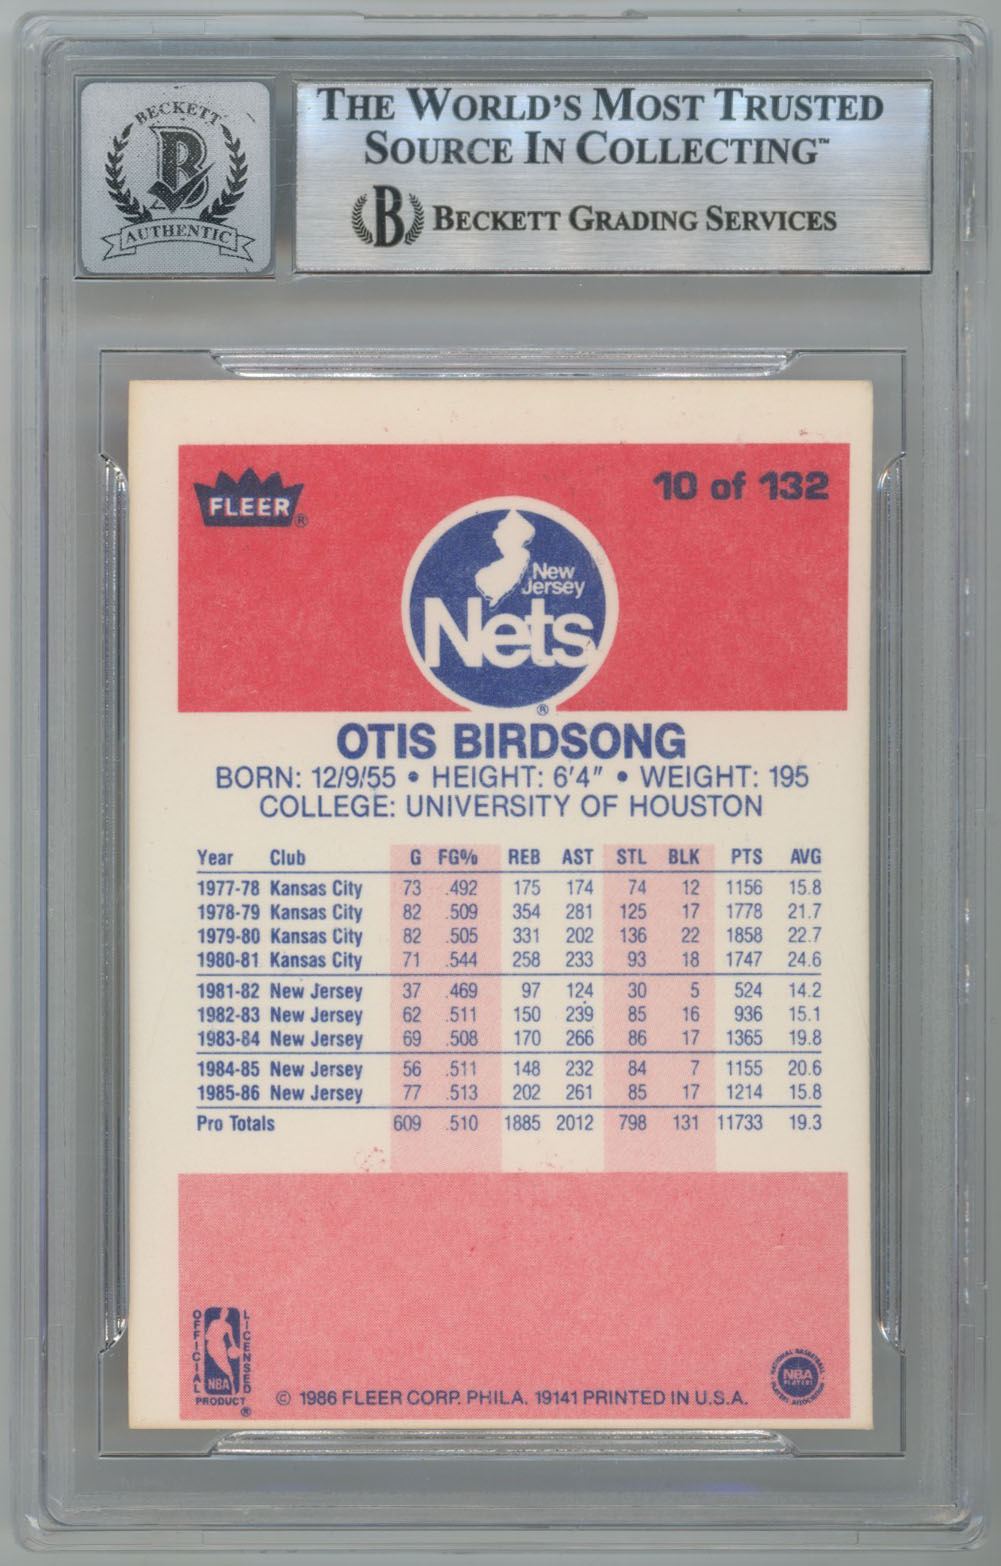 BECKETT
B
AUTHENTIC
THE WORLD'S MOST TRUSTED
SOURCE IN COLLECTING™
B BECKETT GRADING SERVICES
FLEER®
10 of 132
New
Jersey
Nets
®
OTIS BIRDSONG
BORN: 12/9/55 • HEIGHT: 6'4" • WEIGHT: 195
COLLEGE: UNIVERSITY OF HOUSTON
Year Club G FG% REB AST STL BLK PTS AVG
1977-78 Kansas City 73 .492 175 174 74 12 1156 15.8
1978-79 Kansas City 82 .509 354 281 125 17 1778 21.7
1979-80 Kansas City 82 .505 331 202 136 22 1858 22.7
1980-81 Kansas City 71 .544 258 233 93 18 1747 24.6
1981-82 New Jersey 37 .469 97 124 30 5 524 14.2
1982-83 New Jersey 62 .511 150 239 85 16 936 15.1
1983-84 New Jersey 69 .508 170 266 86 17 1365 19.8
1984-85 New Jersey 56 .511 148 232 84 7 1155 20.6
1985-86 New Jersey 77 .513 202 261 85 17 1214 15.8
Pro Totals 609 .510 1885 2012 798 131 11733 19.3
OFFICIAL LICENSED
NBA
PRODUCT ®
© 1986 FLEER CORP. PHILA. 19141 PRINTED IN U.S.A.
NATIONAL BASKETBALL
NBA
PLAYERS
PLAYERS ASSOCIATION